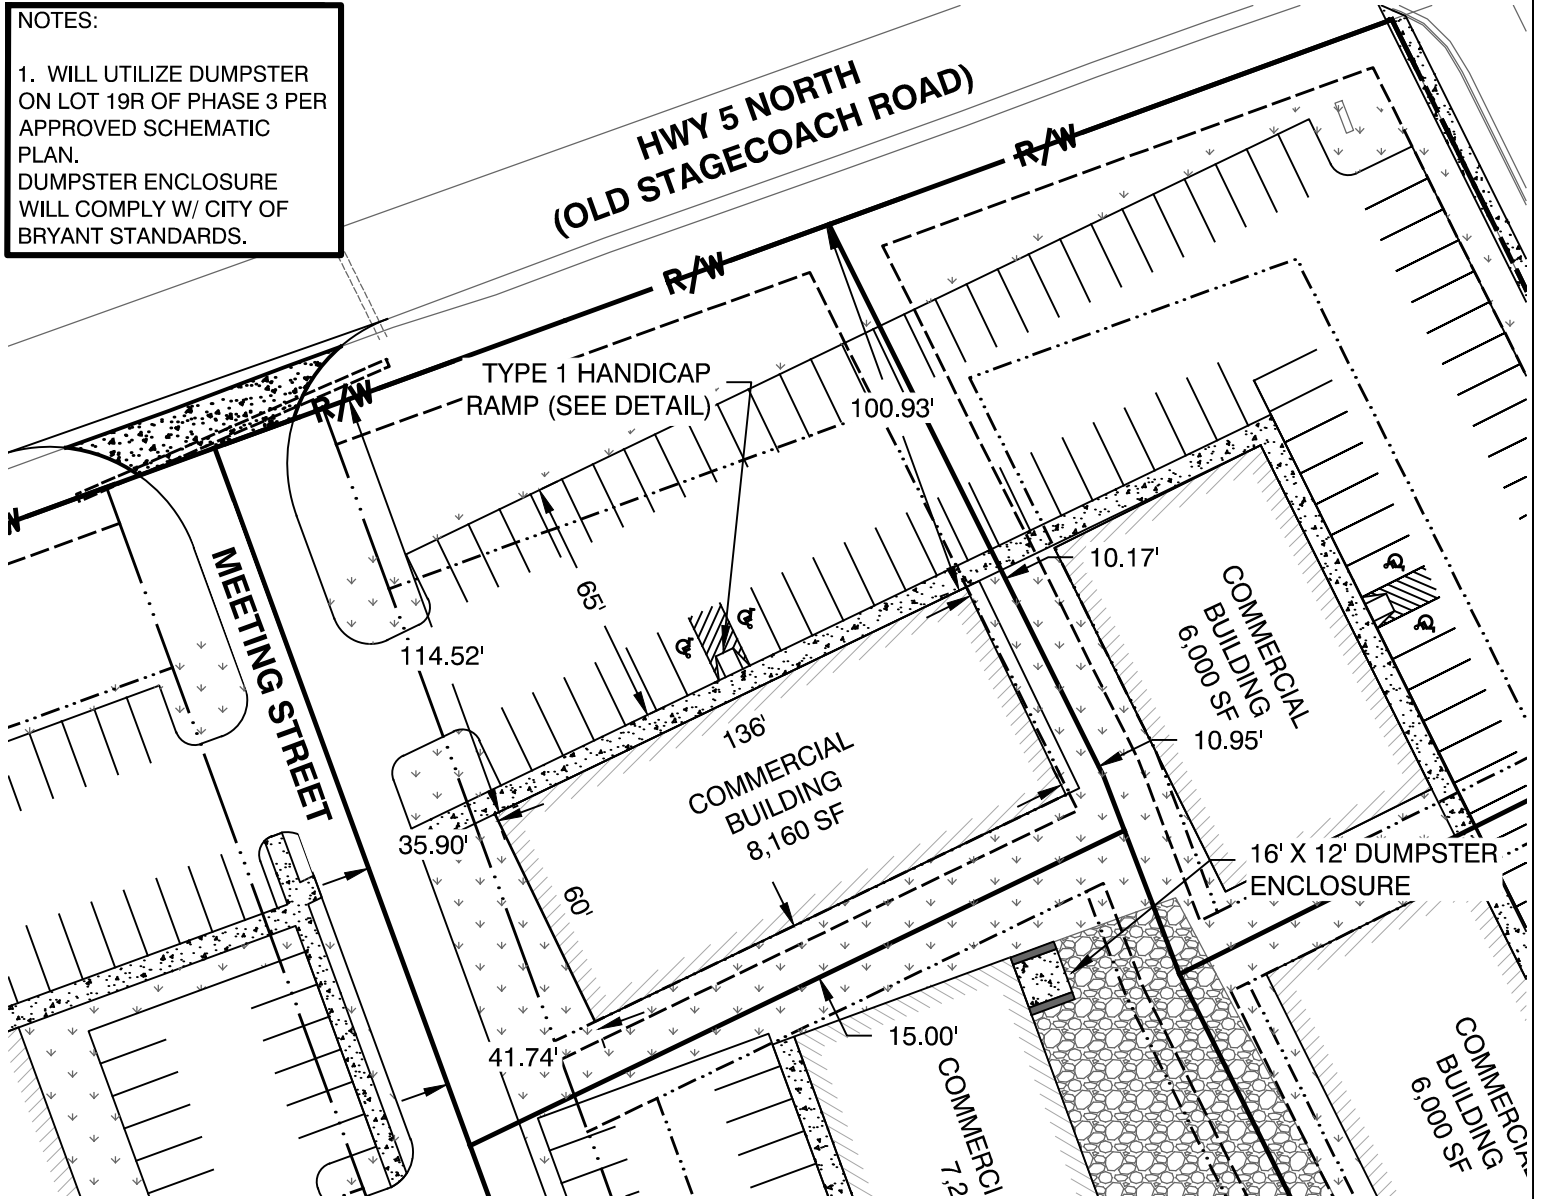 NOTES:
1. WILL UTILIZE DUMPSTER
ON LOT 19R OF PHASE 3 PER
APPROVED SCHEMATIC
PLAN.
DUMPSTER ENCLOSURE
WILL COMPLY W/ CITY OF
BRYANT STANDARDS.
HWY 5 NORTH
(OLD STAGECOACH ROAD)
R/W
R/W
R/W
TYPE 1 HANDICAP
RAMP (SEE DETAIL)
100.93'
10.17'
65'
114.52'
MEETING STREET
COMMERCIAL
BUILDING
6,000 SF
136'
COMMERCIAL
BUILDING
8,160 SF
10.95'
35.90'
60'
16' X 12' DUMPSTER
ENCLOSURE
15.00'
41.74'
COMMERCI
7,2
COMMERCIA
BUILDING
6,000 SF